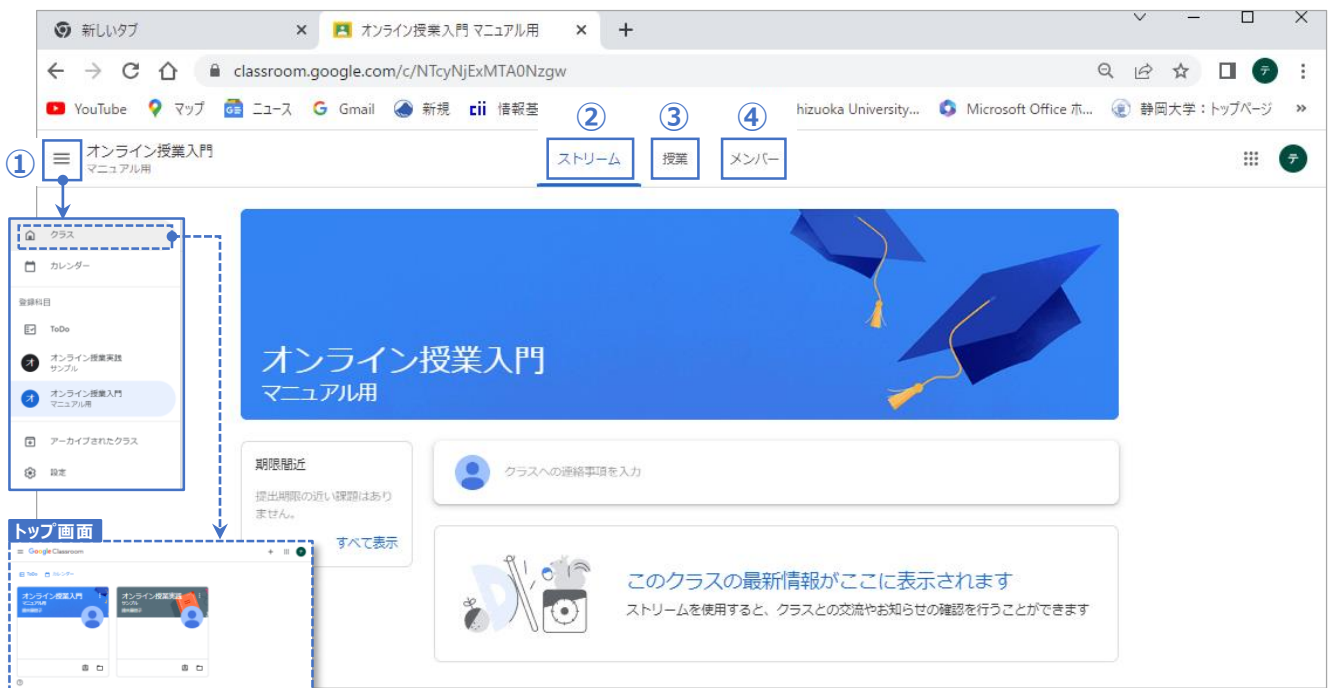 新しいタブ
オンライン授業入門 マニュアル用
classroom.google.com/c/NTcyNjExMTA0Nzgw
テ
YouTube
マップ
ニュース
Gmail
新規
cii 情報基
hizuoka University...
Microsoft Office ホ...
静岡大学：トップページ
»
①
オンライン授業入門
マニュアル用
②
ストリーム
③
授業
④
メンバー
テ
クラス
カレンダー
登録科目
ToDo
オ
オンライン授業実践
サンプル
オ
オンライン授業入門
マニュアル用
アーカイブされたクラス
設定
オンライン授業入門
マニュアル用
期限間近
提出期限の近い課題はあり
ません。
すべて表示
クラスへの連絡事項を入力
このクラスの最新情報がここに表示されます
ストリームを使用すると、クラスとの交流やお知らせの確認を行うことができます
トップ画面
Google Classroom
ToDo
カレンダー
オンライン授業入門
マニュアル用
オンライン授業実践
サンプル